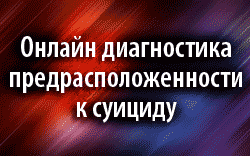 Онлайн диагностика
предрасположенности
к суициду